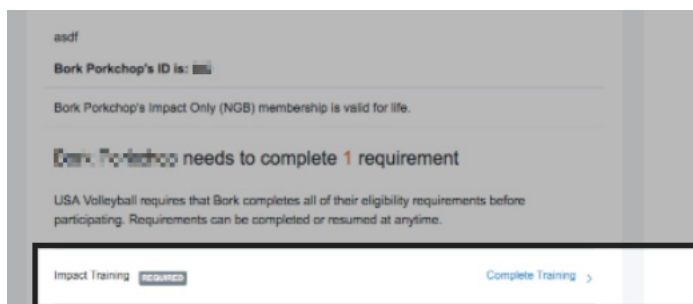 asdf
Bork Porkchop's ID is:
Bork Porkchop's Impact Only (NGB) membership is valid for life.
needs to complete 1 requirement
USA Volleyball requires that Bork completes all of their eligibility requirements before
participating. Requirements can be completed or resumed at anytime.
Impact Training REQUIRED Complete Training >